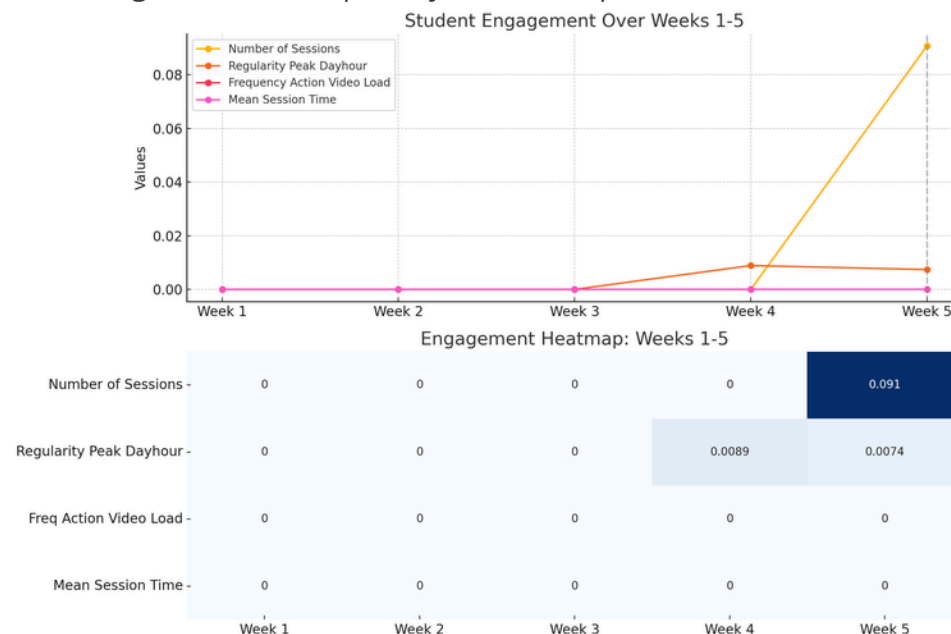 Student Engagement Over Weeks 1-5
Number of Sessions
Regularity Peak Dayhour
Frequency Action Video Load
Mean Session Time
Values
0.08
0.06
0.04
0.02
0.00
Week 1 Week 2 Week 3 Week 4 Week 5
Engagement Heatmap: Weeks 1-5
Number of Sessions 0 0 0 0 0.091
Regularity Peak Dayhour 0 0 0 0.0089 0.0074
Freq Action Video Load 0 0 0 0 0
Mean Session Time 0 0 0 0 0
Week 1 Week 2 Week 3 Week 4 Week 5